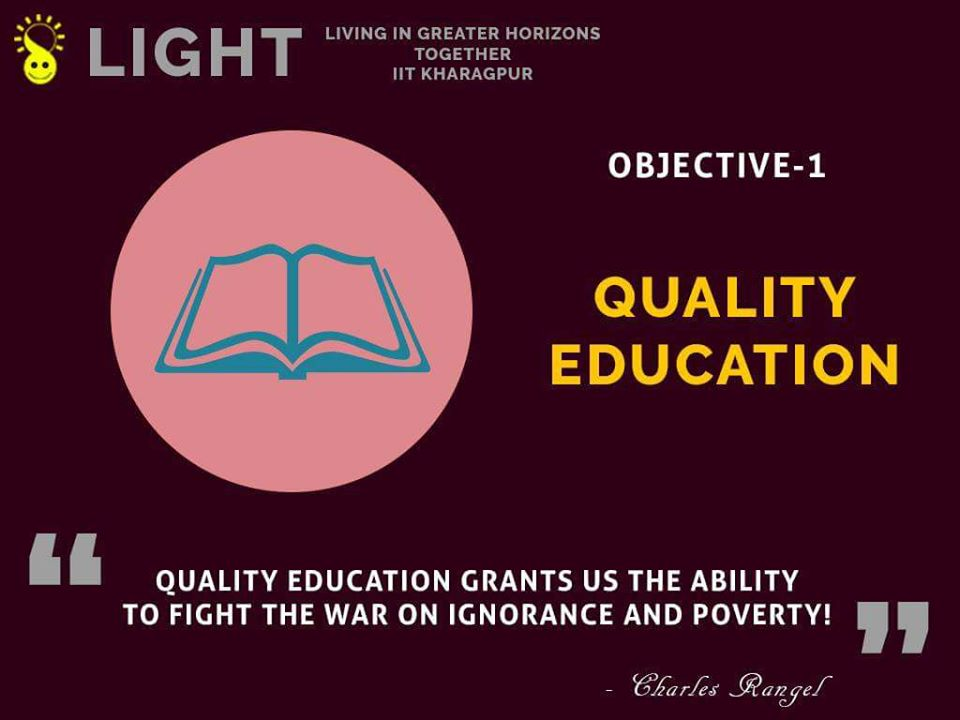 LIGHT
LIVING IN GREATER HORIZONS
TOGETHER
IIT KHARAGPUR
OBJECTIVE-1
QUALITY
EDUCATION
“
QUALITY EDUCATION GRANTS US THE ABILITY
TO FIGHT THE WAR ON IGNORANCE AND POVERTY!
”
- Charles Rangel